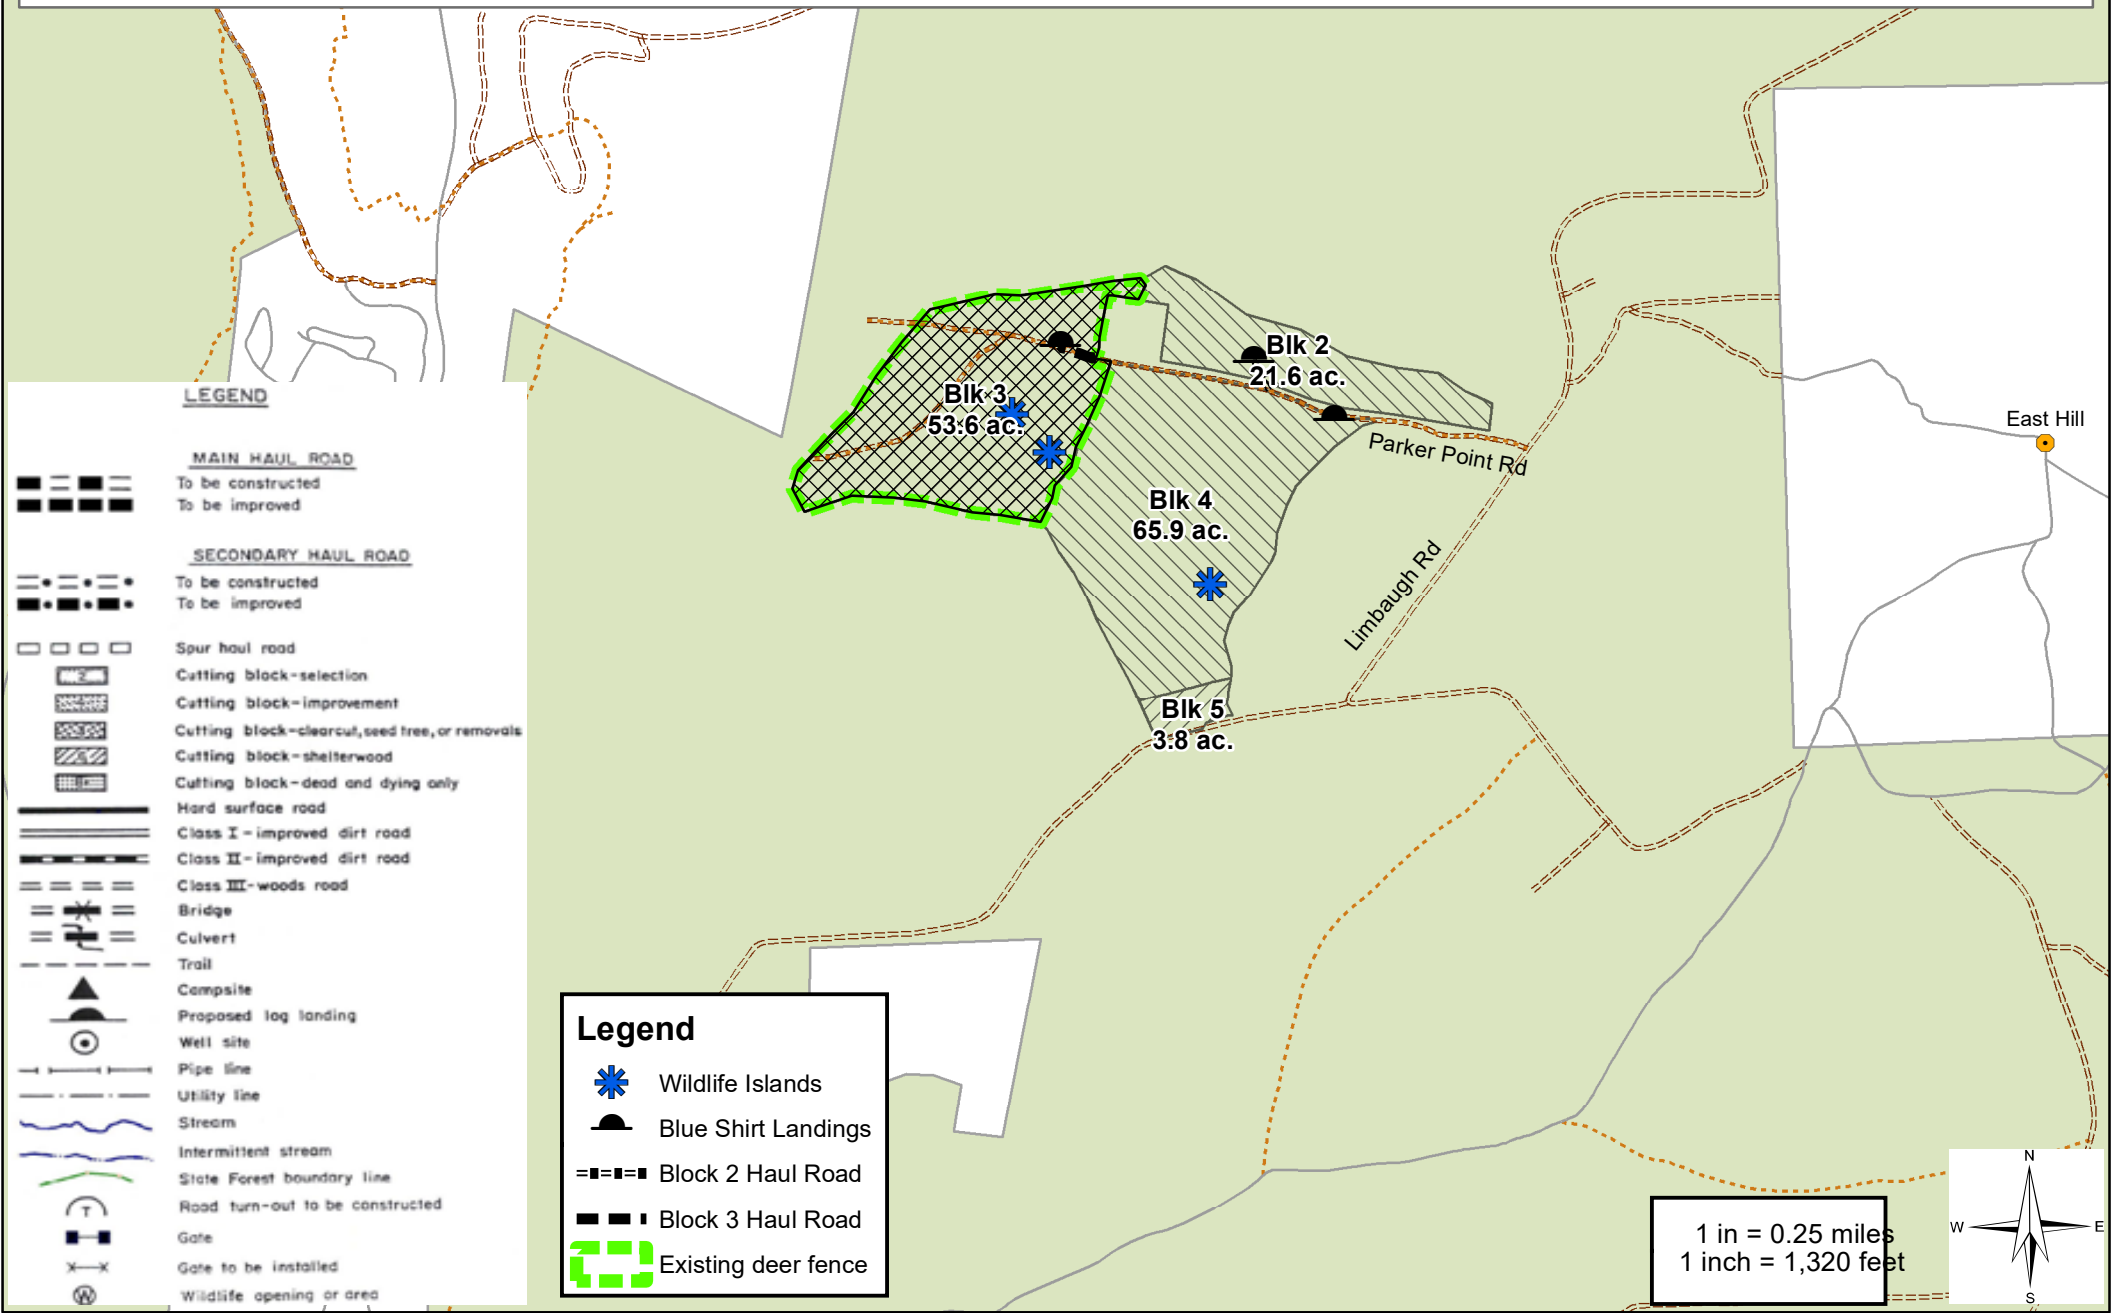 Blk 2
21.6 ac.
Blk 3
53.6 ac.
East Hill
Parker Point Rd
Blk 4
65.9 ac.
Limbaugh Rd
Blk 5
3.8 ac.
LEGEND
MAIN HAUL ROAD
To be constructed
To be improved
SECONDARY HAUL ROAD
To be constructed
To be improved
Spur haul road
Cutting block-selection
Cutting block-improvement
Cutting block-clearcut, seed tree, or removals
Cutting block-shelterwood
Cutting block-dead and dying only
Hard surface road
Class I-improved dirt road
Class II-improved dirt road
Class III-woods road
Bridge
Culvert
Trail
Campsite
Proposed log landing
Well site
Pipe line
Utility line
Stream
Intermittent stream
State Forest boundary line
T Road turn-out to be constructed
Gate
Gate to be installed
W Wildlife opening or area
Legend
Wildlife Islands
Blue Shirt Landings
Block 2 Haul Road
Block 3 Haul Road
Existing deer fence
1 in = 0.25 miles
1 inch = 1,320 feet
N
W E
S